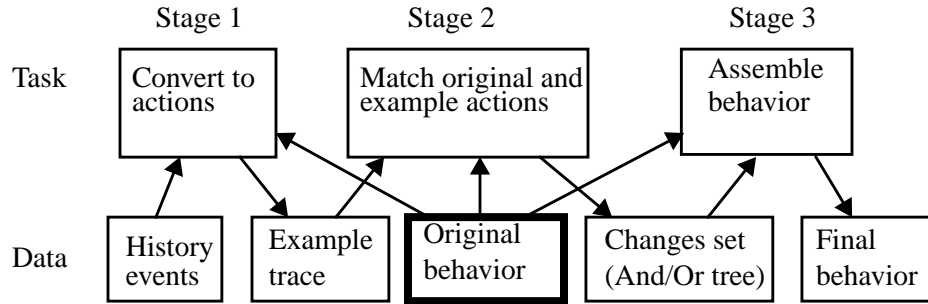 Stage 1 Stage 2 Stage 3
Task
Convert to
actions
Match original and
example actions
Assemble
behavior
Data
History
events
Example
trace
Original
behavior
Changes set
(And/Or tree)
Final
behavior